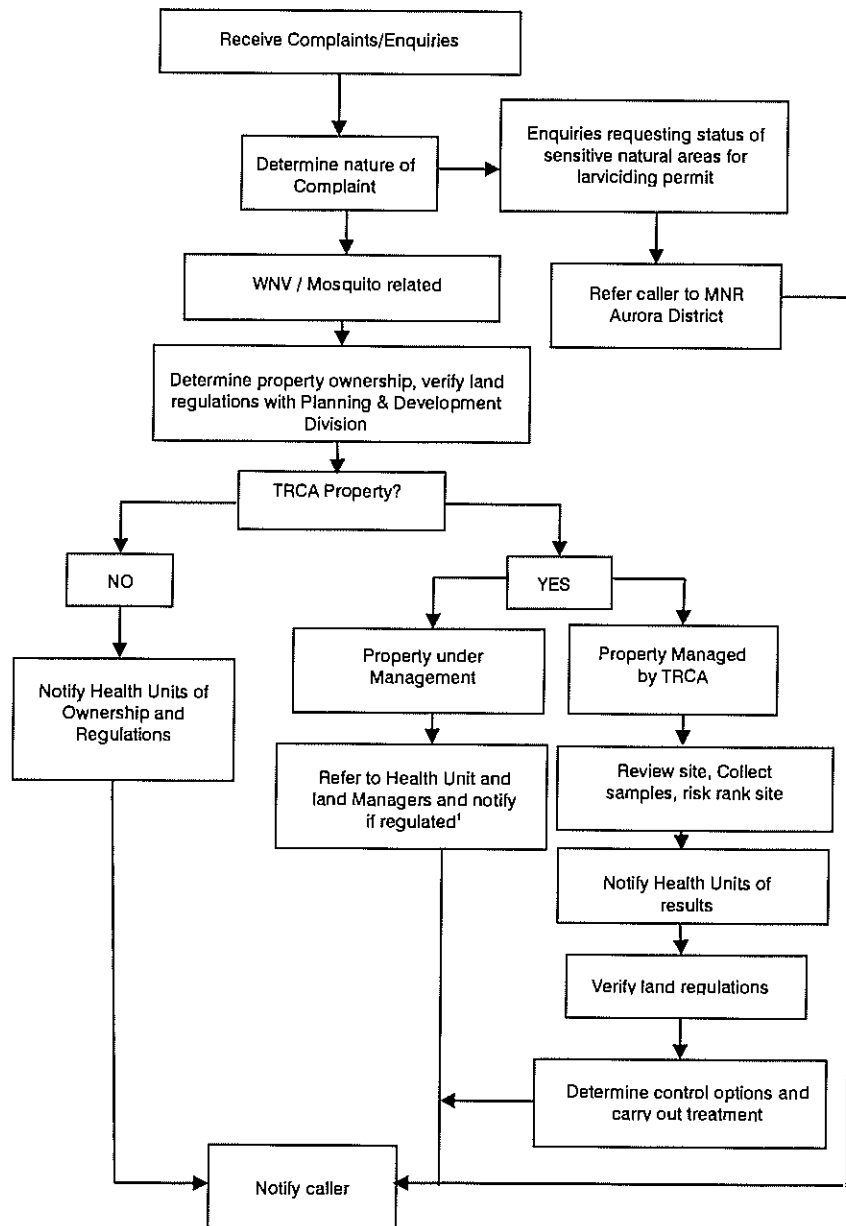 Receive Complaints/Enquiries
Determine nature of
Complaint
Enquiries requesting status of
sensitive natural areas for
larviciding permit
WNV / Mosquito related
Refer caller to MNR
Aurora District
Determine property ownership, verify land
regulations with Planning & Development
Division
TRCA Property?
NO
YES
Notify Health Units of
Ownership and
Regulations
Property under
Management
Property Managed
by TRCA
Refer to Health Unit and
land Managers and notify
if regulated¹
Review site, Collect
samples, risk rank site
Notify Health Units of
results
Verify land regulations
Determine control options and
carry out treatment
Notify caller